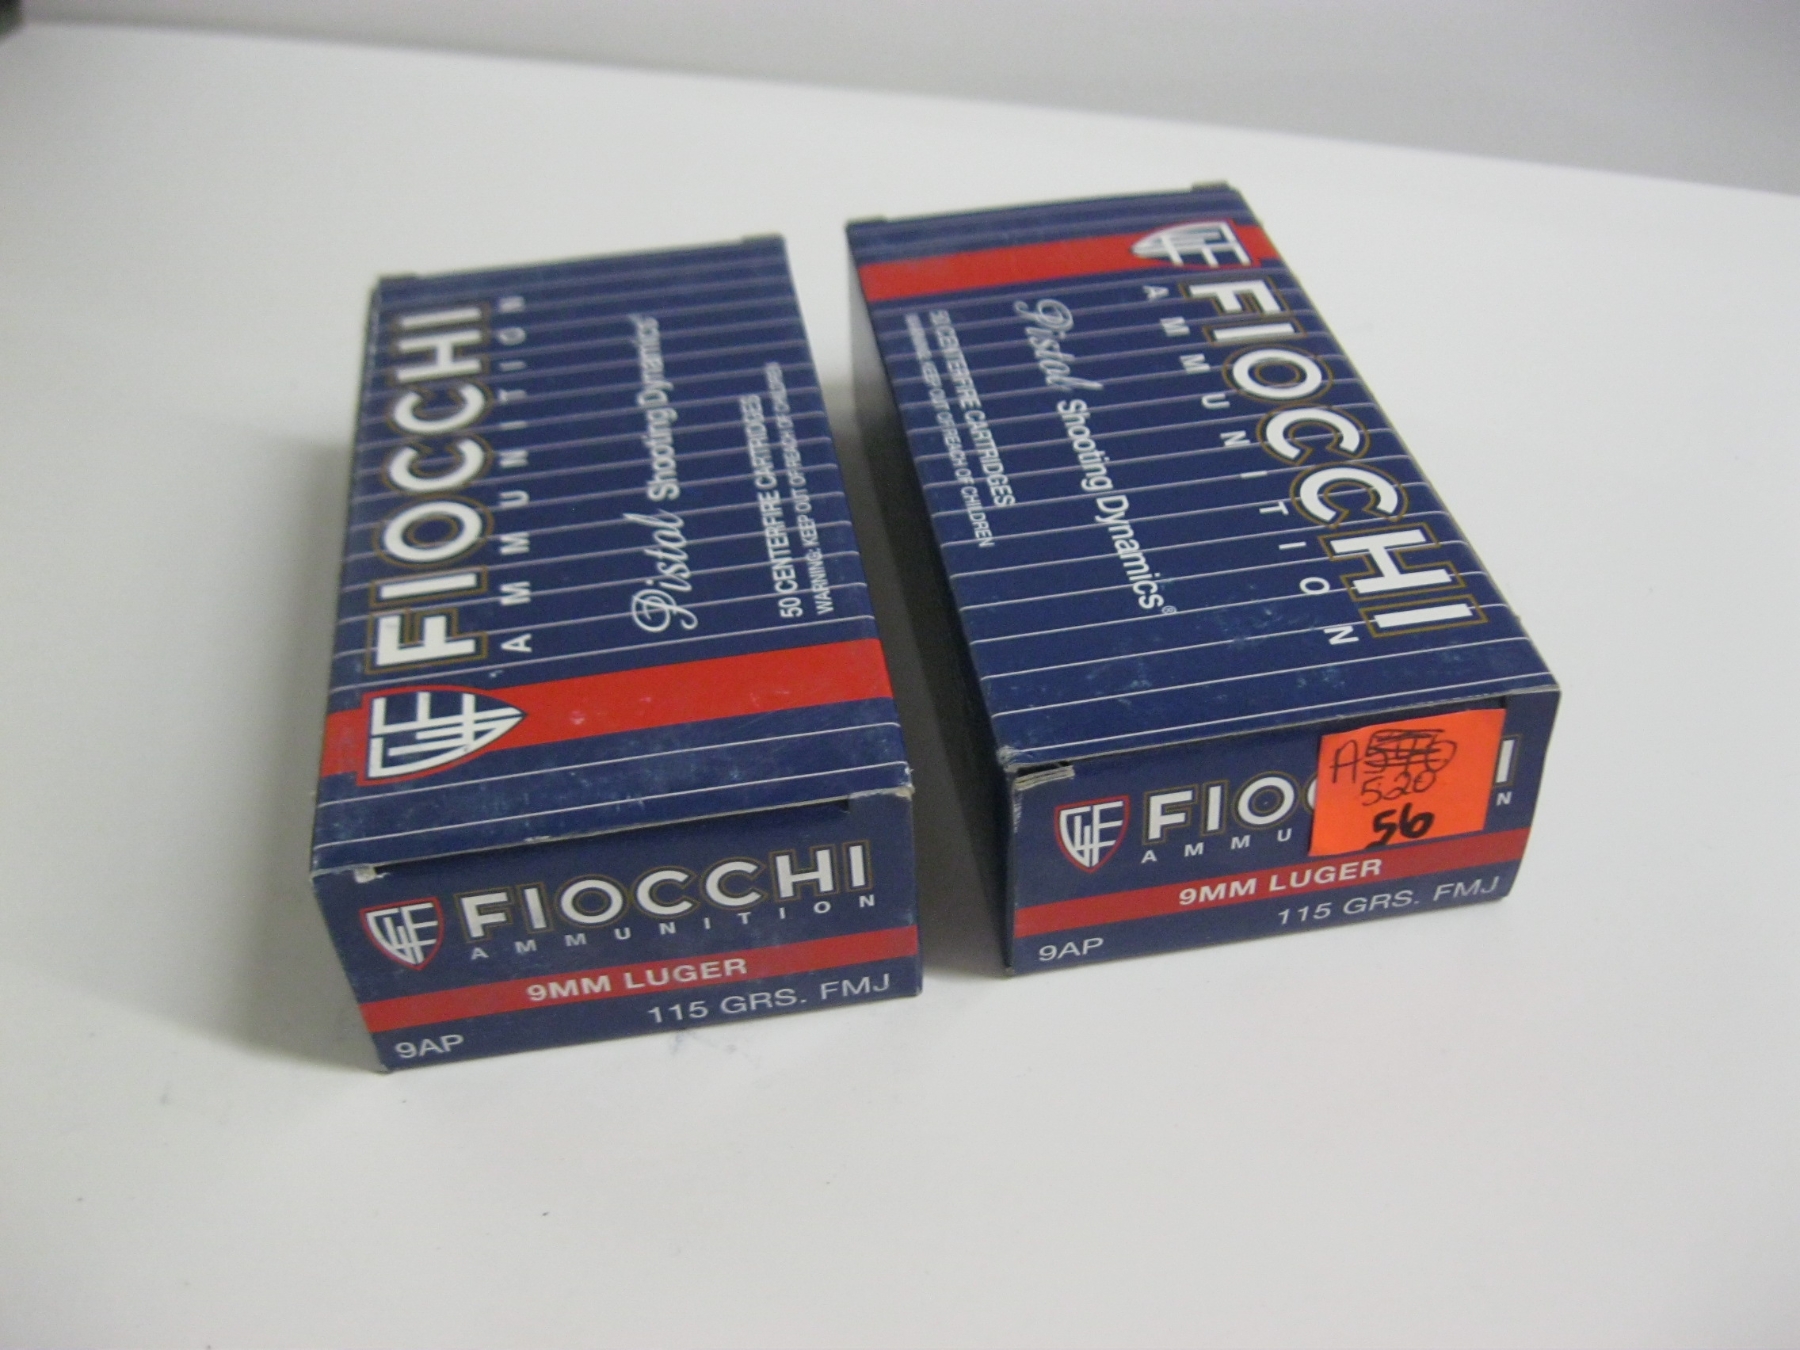 FIOCCHI
AMMUNITION
Pistol Shooting Dynamics
50 CENTERFIRE CARTRIDGES
WARNING: KEEP OUT OF REACH OF CHILDREN
GFL
FIOCCHI
AMMUNITION
9MM LUGER
115 GRS. FMJ
9AP
FIOCCHI
AMMUNITION
Pistol Shooting Dynamics®
50 CENTERFIRE CARTRIDGES
WARNING: KEEP OUT OF REACH OF CHILDREN
FIO I
AMMU N
A
520
56
9MM LUGER
115 GRS. FMJ
9AP